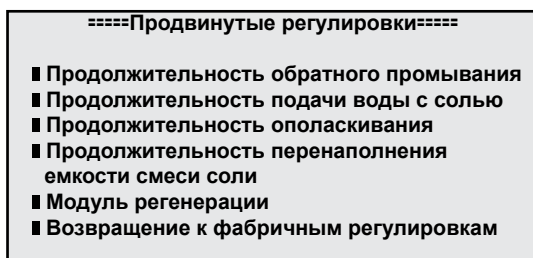 =====Продвинутые регулировки=====
∎ Продолжительность обратного промывания
∎ Продолжительность подачи воды с солью
∎ Продолжительность ополаскивания
∎ Продолжительность перенаполнения
емкости смеси соли
∎ Модуль регенерации
∎ Возвращение к фабричным регулировкам